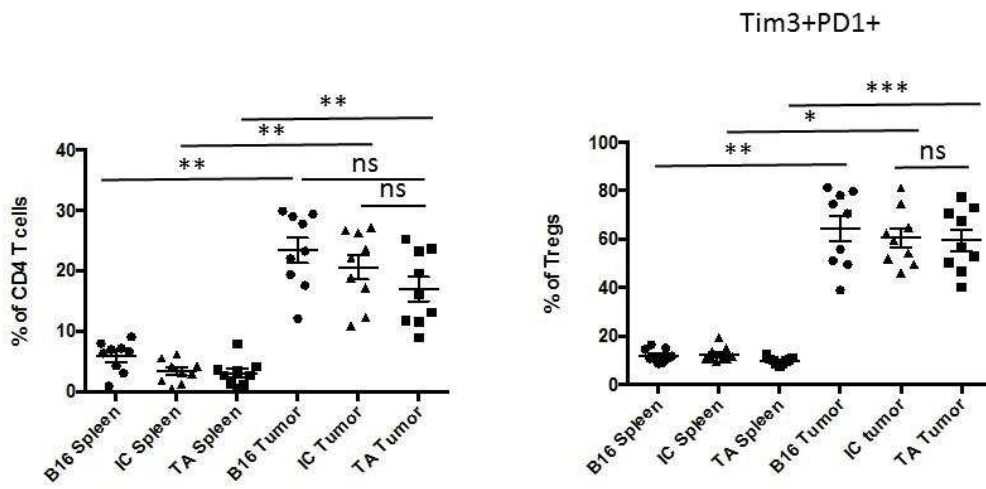 Tim3+PD1+
**
**
**
ns
ns
% of CD4 T cells
40
30
20
10
0
B16 Spleen
IC Spleen
TA Spleen
B16 Tumor
IC Tumor
TA Tumor
***
*
**
ns
% of Tregs
100
80
60
40
20
0
B16 Spleen
IC Spleen
TA Spleen
B16 Tumor
IC tumor
TA Tumor